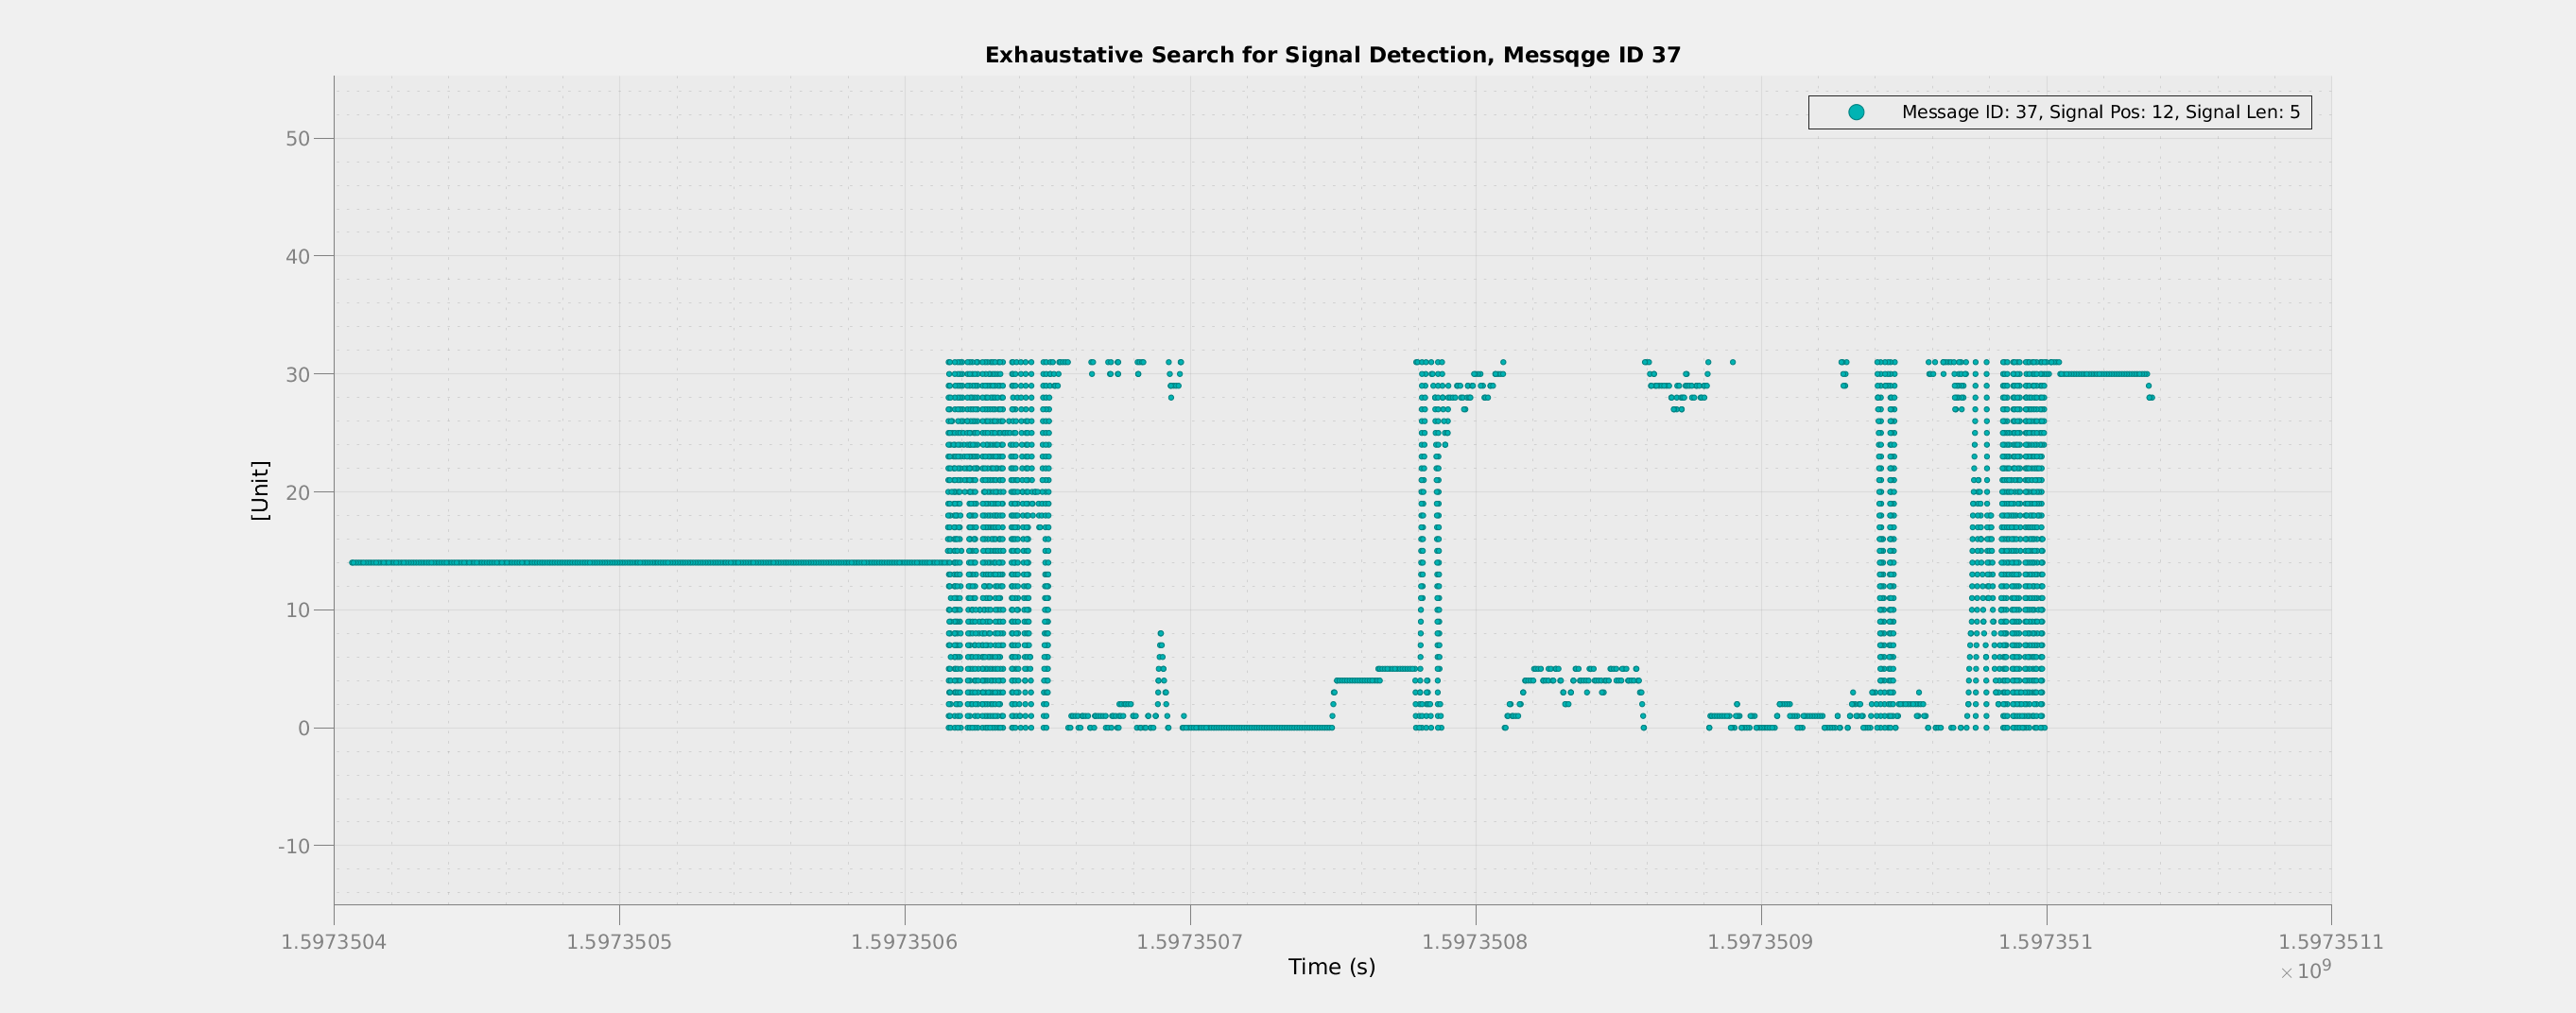 Exhaustative Search for Signal Detection, Messqge ID 37
Message ID: 37, Signal Pos: 12, Signal Len: 5
50
40
30
20
10
0
-10
[Unit]
1.5973504 1.5973505 1.5973506 1.5973507 1.5973508 1.5973509 1.597351 1.5973511
Time (s)
× 10⁹